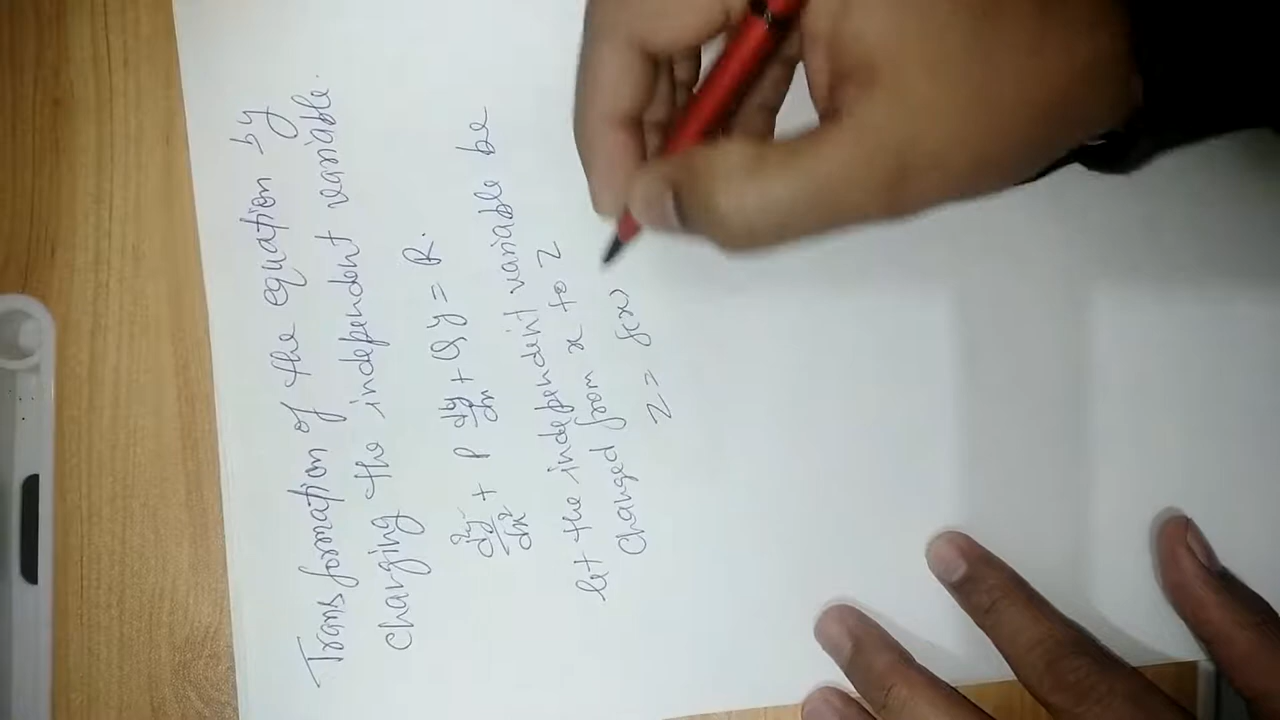 Transformation of the equation by
Changing the independent variable.
d²y/dx² + P dy/dx + Qy = R.
let the independent variable be
Changed from x to z
z = f(x)